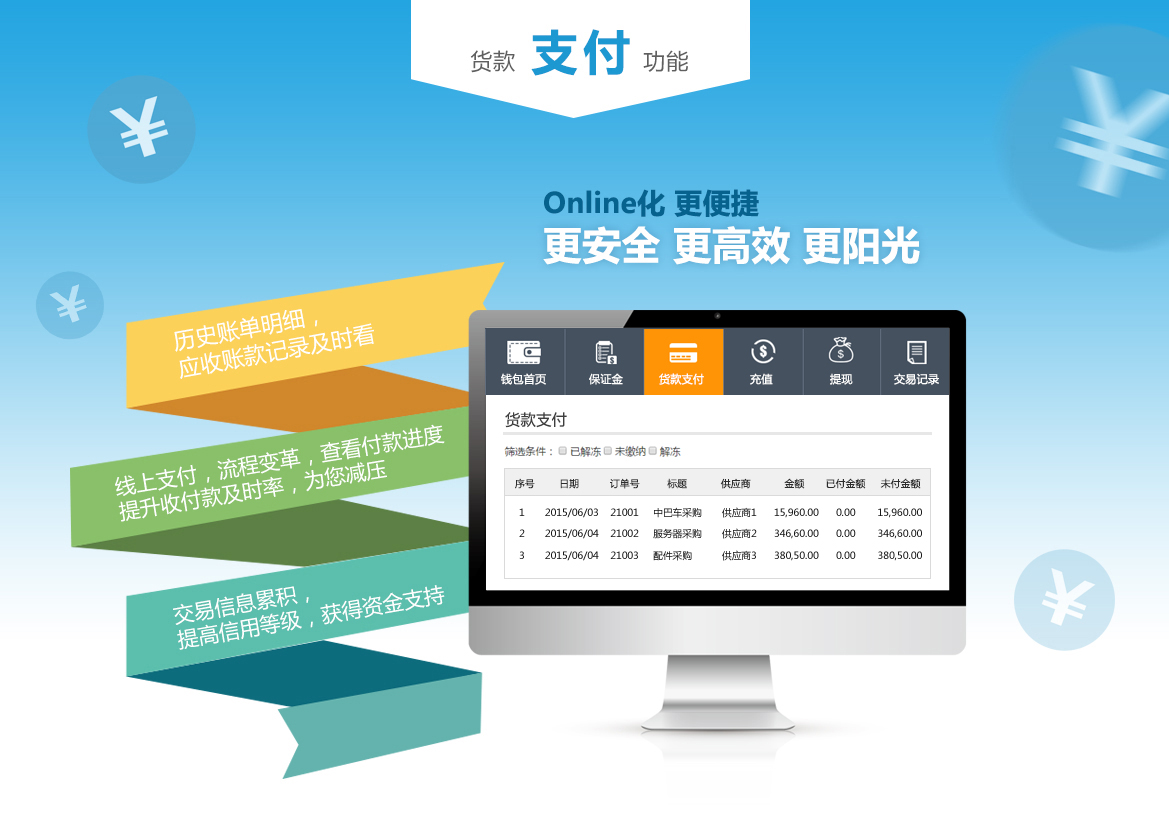 货款 支付 功能
Online化 更便捷
更安全 更高效 更阳光
历史账单明细，
应收账款记录及时看
线上支付，流程变革，查看付款进度
提升收付款及时率，为您减压
交易信息累积，
提高信用等级，获得资金支持
钱包首页 保证金 货款支付 充值 提现 交易记录
货款支付
筛选条件： 已解冻 未缴纳 解冻
序号 日期 订单号 标题 供应商 金额 已付金额 未付金额
1 2015/06/03 21001 中巴车采购 供应商1 15,960.00 0.00 15,960.00
2 2015/06/04 21002 服务器采购 供应商2 346,60.00 0.00 346,60.00
3 2015/06/04 21003 配件采购 供应商3 380,50.00 0.00 380,50.00